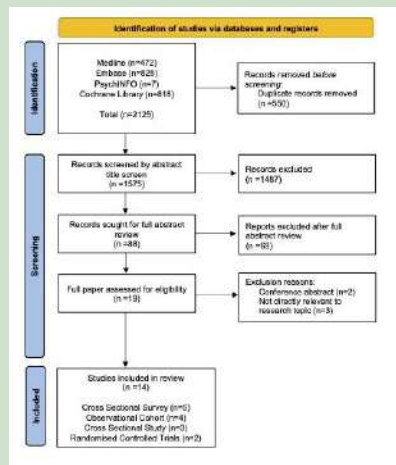 Identification of studies via databases and registers
Identification
Medline (n=472
Embase (n=828)
PsychINFO (n=7)
Cochrane Library (n=818)
Total (n=2125)
Records removed before
screening:
Duplicate records removed
(n =550)
Screening
Records screened by abstract
title screen
(n =1575)
Records excluded
(n =1487)
Records sought for full abstract
review
(n =88)
Reports excluded after full
abstract review
Full paper assessed for eligibility
(n =19)
Exclusion reasons:
Conference abstract (n=2)
Not directly relevant to
research topic (n=3)
Included
Studies included in review
(n =14)
Cross Sectional Survey (n=5)
Observational Cohort (n=4)
Cross Sectional Study
Randomised Controlled Trials (n=2)